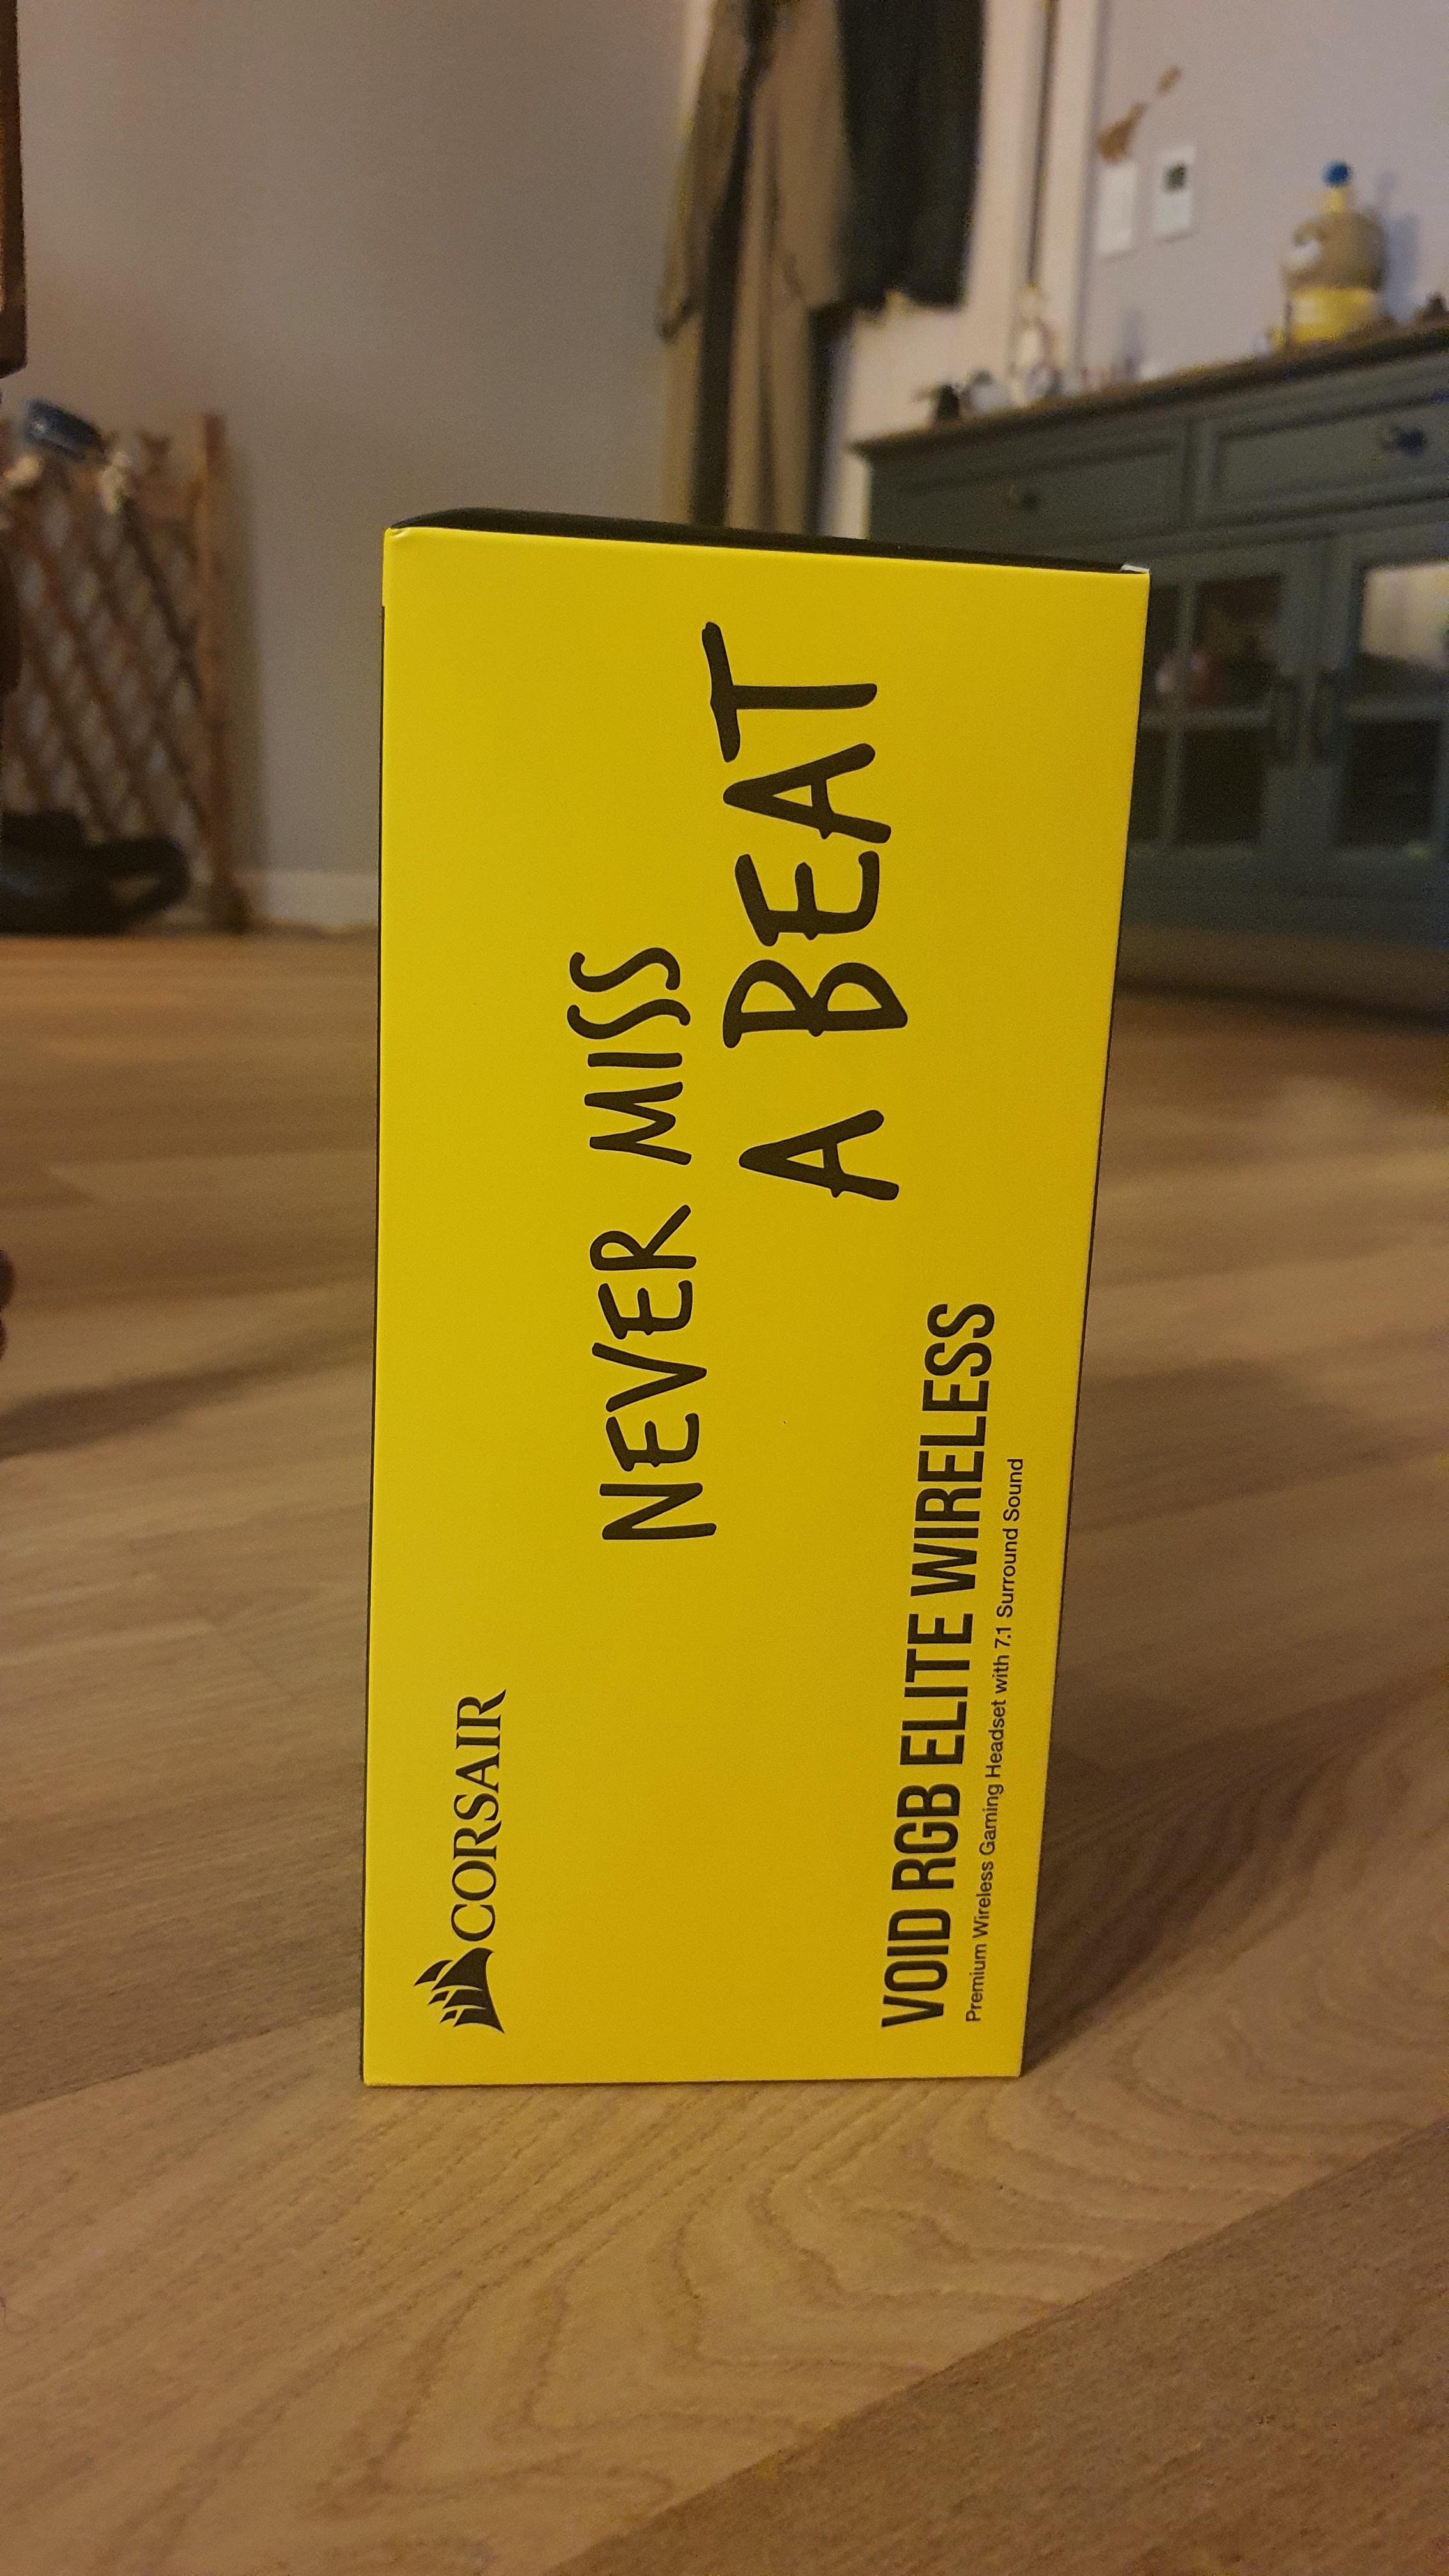 CORSAIR
NEVER MISS
A BEAT
VOID RGB ELITE WIRELESS
Premium Wireless Gaming Headset with 7.1 Surround Sound